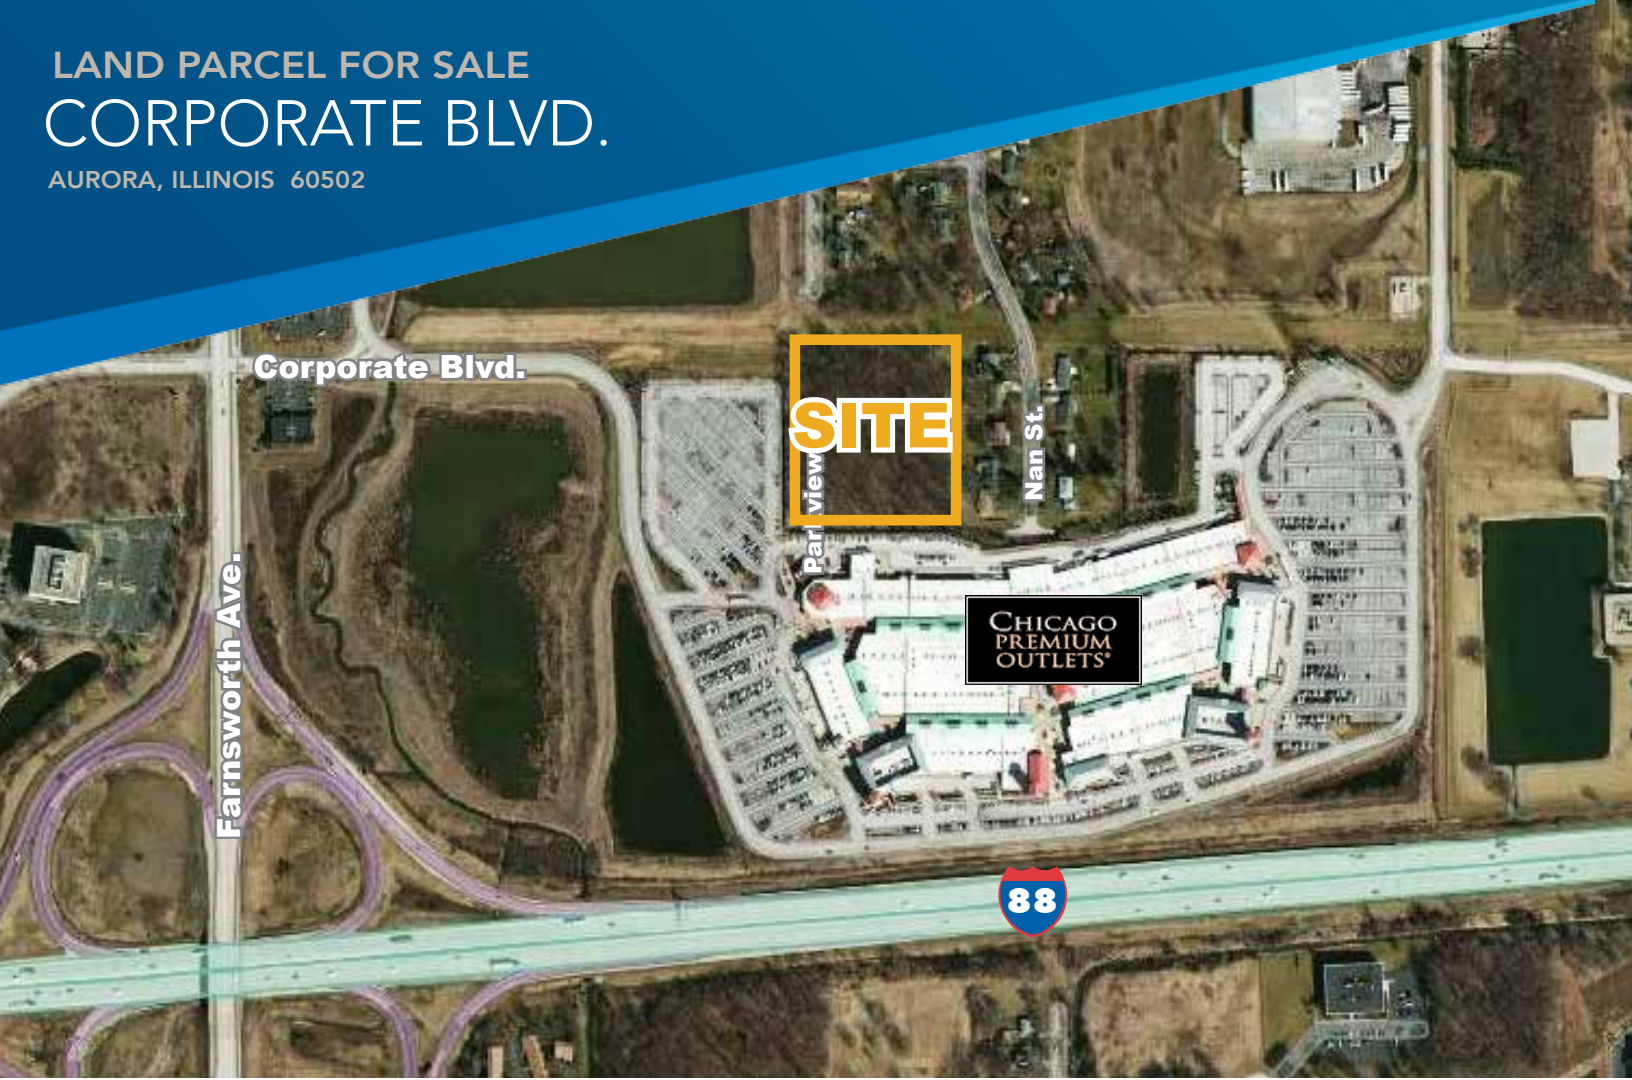 LAND PARCEL FOR SALE
CORPORATE BLVD.
AURORA, ILLINOIS 60502
Corporate Blvd.
SITE
Nan St.
Farnsworth Ave.
CHICAGO
PREMIUM
OUTLETS®
88